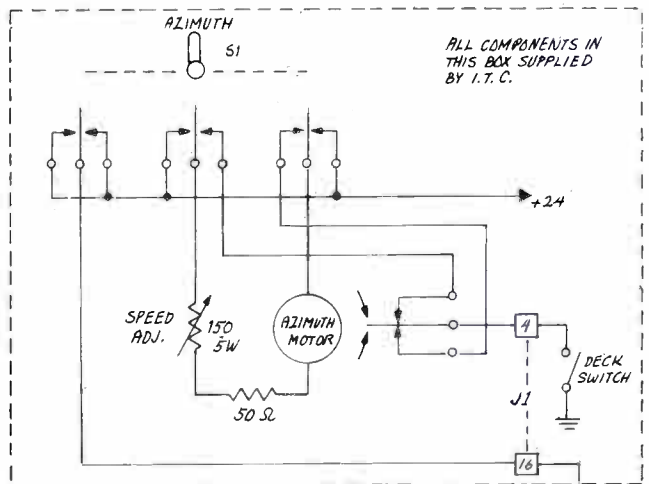 AZIMUTH
S1
ALL COMPONENTS IN
THIS BOX SUPPLIED
BY I.T.C.
+24
SPEED
ADJ.
150
5W
AZIMUTH
MOTOR
50 Ω
4
DECK
SWITCH
J1
16